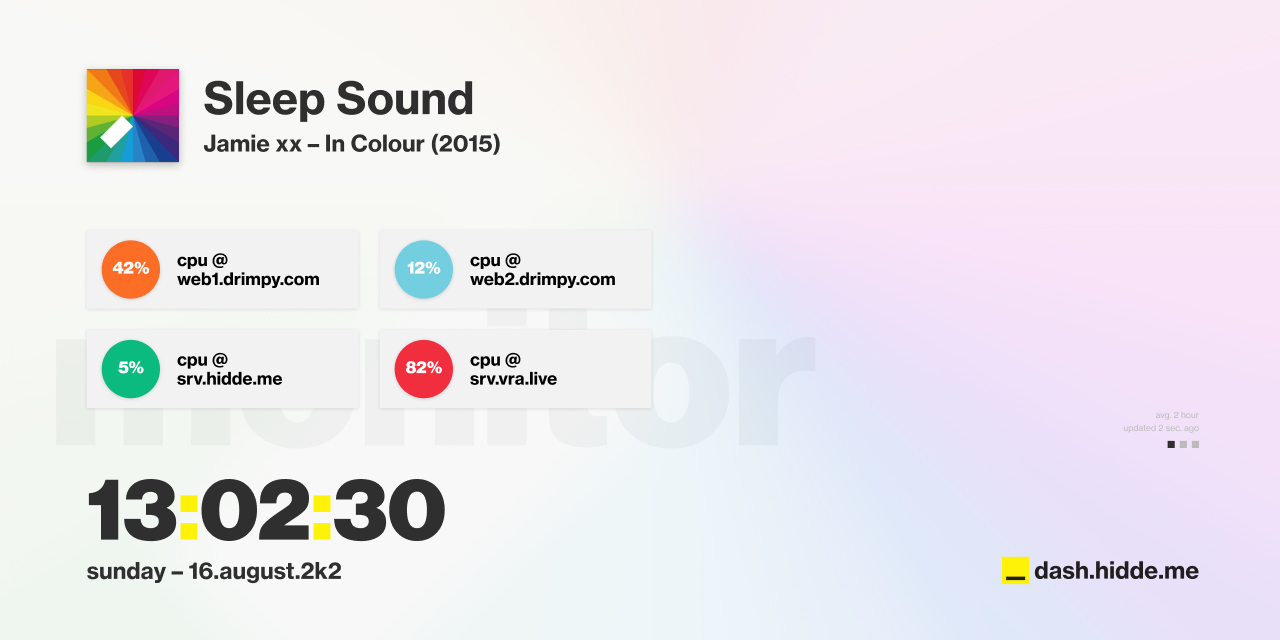 Sleep Sound
Jamie xx – In Colour (2015)
42%
cpu @
web1.drimpy.com
12%
cpu @
web2.drimpy.com
5%
cpu @
srv.hidde.me
82%
cpu @
srv.vra.live
monitor
avg. 2 hour
updated 2 sec. ago
13:02:30
sunday – 16.august.2k2
dash.hidde.me